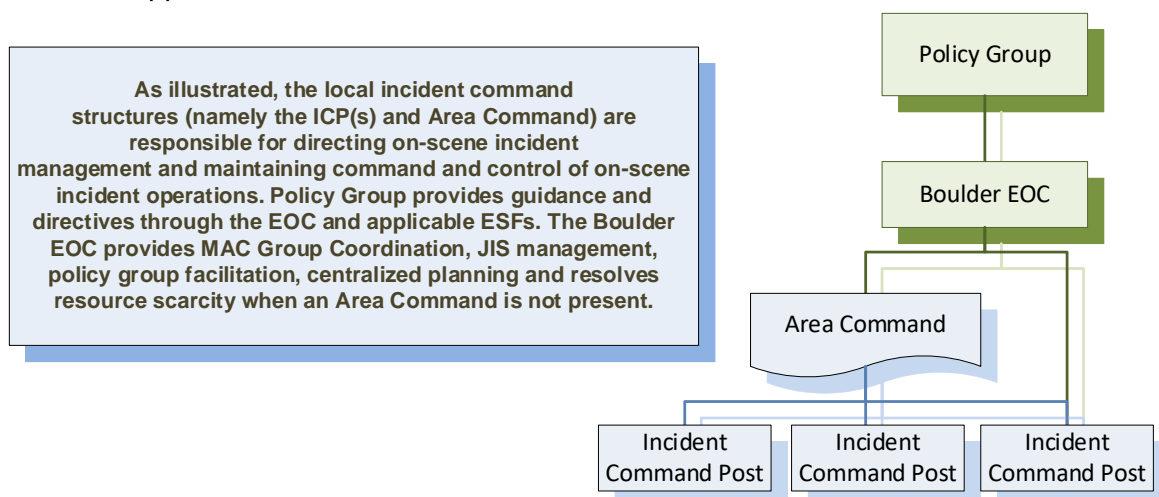 As illustrated, the local incident command
structures (namely the ICP(s) and Area Command) are
responsible for directing on-scene incident
management and maintaining command and control of on-scene
incident operations. Policy Group provides guidance and
directives through the EOC and applicable ESFs. The Boulder
EOC provides MAC Group Coordination, JIS management,
policy group facilitation, centralized planning and resolves
resource scarcity when an Area Command is not present.
Policy Group
Boulder EOC
Area Command
Incident
Command Post
Incident
Command Post
Incident
Command Post